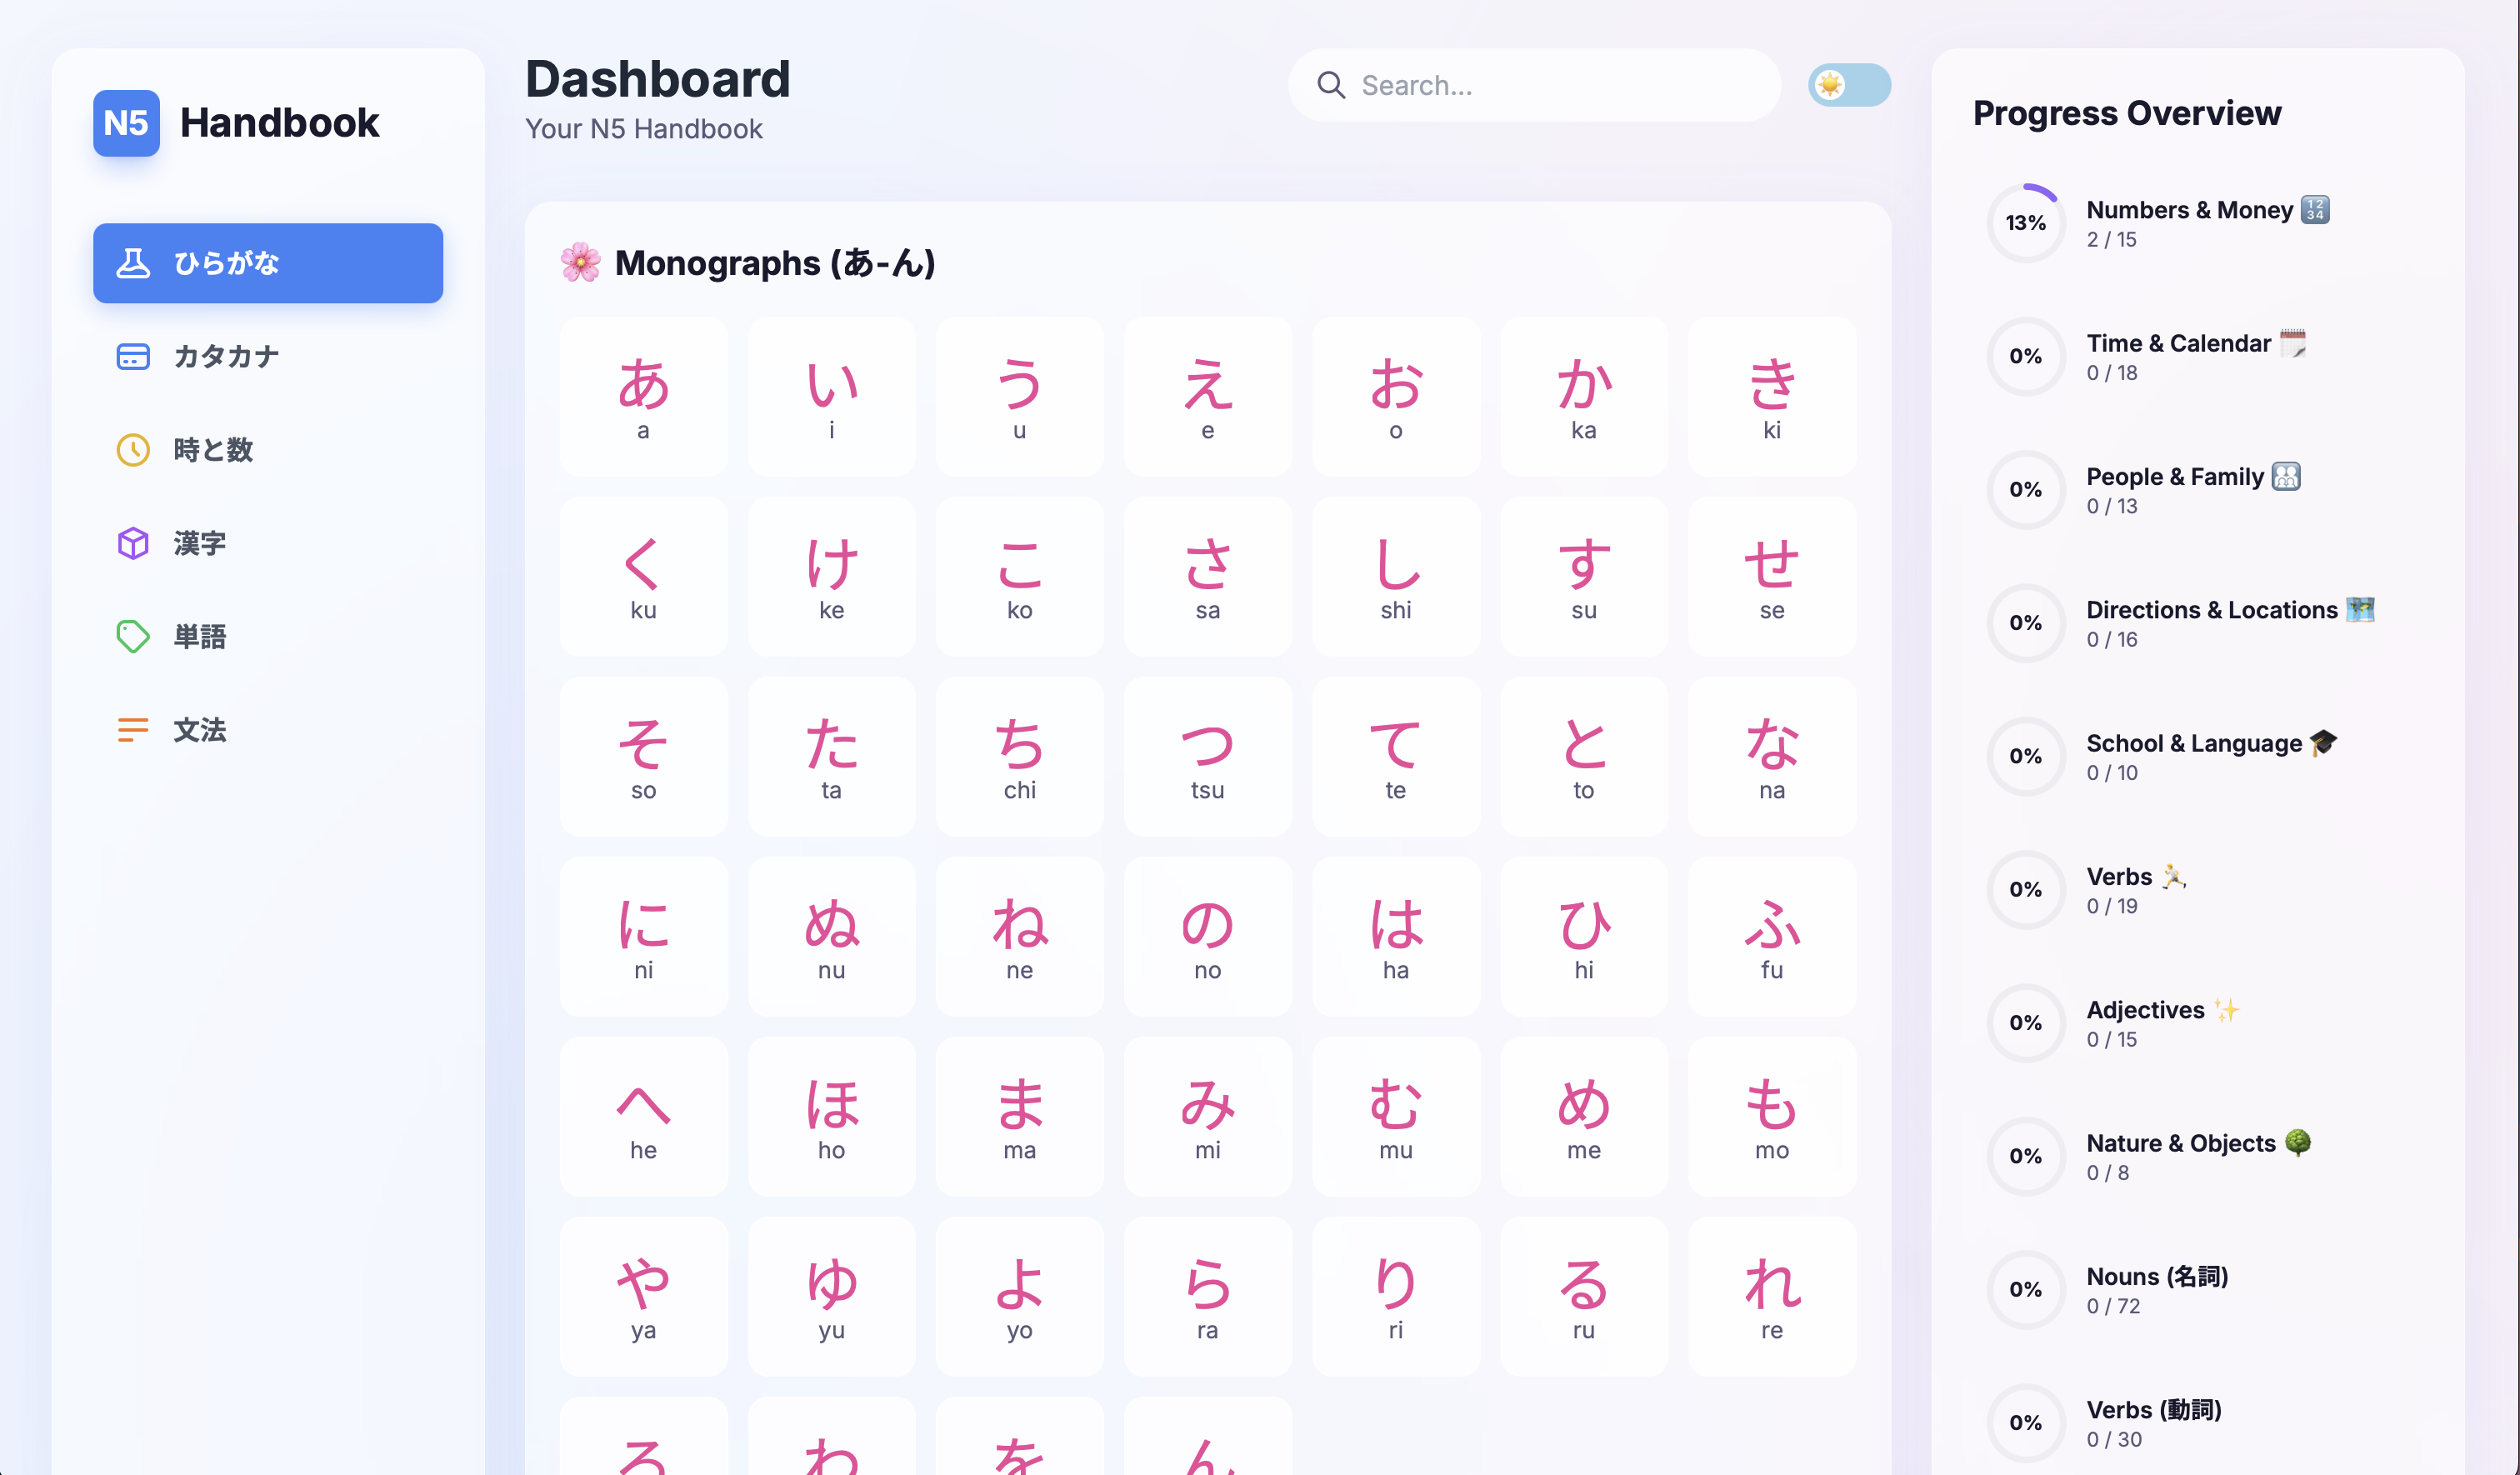 N5 Handbook
ひらがな
カタカナ
時と数
漢字
単語
文法
Dashboard
Your N5 Handbook
Search...
Monographs (あ-ん)
あ い う え お か き
a i u e o ka ki
く け こ さ し す せ
ku ke ko sa shi su se
そ た ち つ て と な
so ta chi tsu te to na
に ぬ ね の は ひ ふ
ni nu ne no ha hi fu
へ ほ ま み む め も
he ho ma mi mu me mo
や ゆ よ ら り る れ
ya yu yo ra ri ru re
ろ わ を ん
Progress Overview
13%
Numbers & Money 🔢
2 / 15
0%
Time & Calendar
0 / 18
0%
People & Family
0 / 13
0%
Directions & Locations
0 / 16
0%
School & Language
0 / 10
0%
Verbs
0 / 19
0%
Adjectives
0 / 15
0%
Nature & Objects
0 / 8
0%
Nouns (名詞)
0 / 72
0%
Verbs (動詞)
0 / 30